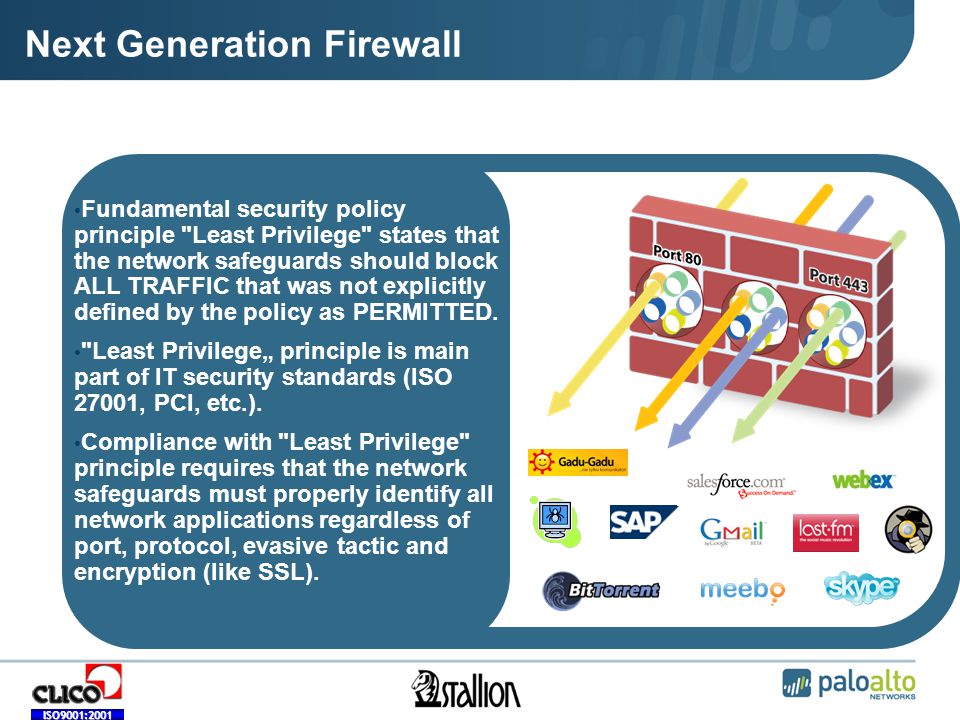 Next Generation Firewall
•Fundamental security policy
principle "Least Privilege" states that
the network safeguards should block
ALL TRAFFIC that was not explicitly
defined by the policy as PERMITTED.
•"Least Privilege„ principle is main
part of IT security standards (ISO
27001, PCI, etc.).
•Compliance with "Least Privilege"
principle requires that the network
safeguards must properly identify all
network applications regardless of
port, protocol, evasive tactic and
encryption (like SSL).
Port 80
Port 443
Gadu-Gadu
...nie tylko komunikator!
salesforce.com
Success On Demand.
webex
SAP
GMail
by Google BETA
lost·fm
the social music revolution
BitTorrent
meebo
skype
CLICO
ISO9001:2001
Stallion
paloalto
NETWORKS